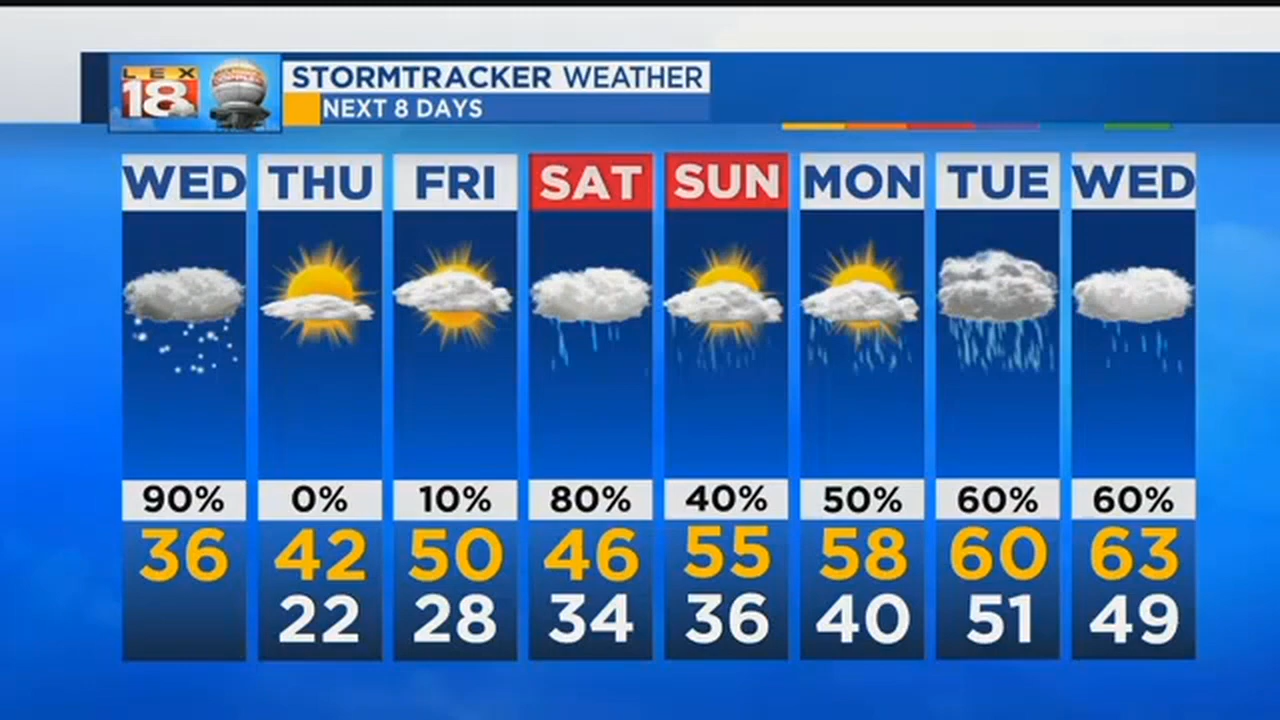 LEX
18
STORMTRACKER WEATHER
NEXT 8 DAYS
WED THU FRI SAT SUN MON TUE WED
90% 0% 10% 80% 40% 50% 60% 60%
36 42 50 46 55 58 60 63
22 28 34 36 40 51 49